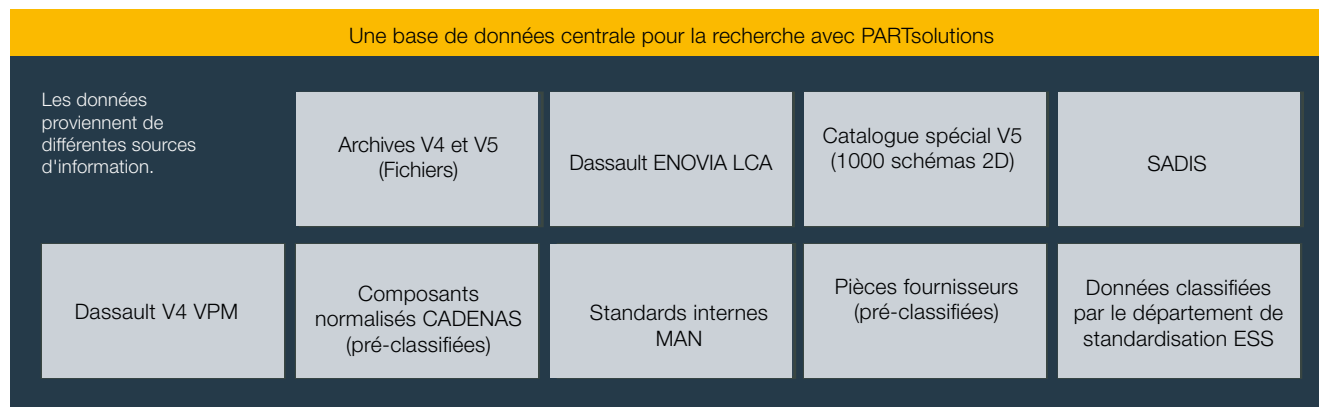 Une base de données centrale pour la recherche avec PARTsolutions
Les données
proviennent de
différentes sources
d'information.
Archives V4 et V5
(Fichiers)
Dassault ENOVIA LCA
Catalogue spécial V5
(1000 schémas 2D)
SADIS
Dassault V4 VPM
Composants
normalisés CADENAS
(pré-classifiées)
Standards internes
MAN
Pièces fournisseurs
(pré-classifiées)
Données classifiées
par le département de
standardisation ESS